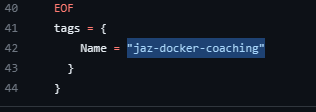 40 EOF
41 tags = {
42 Name = "jaz-docker-coaching"
43 }
44 }